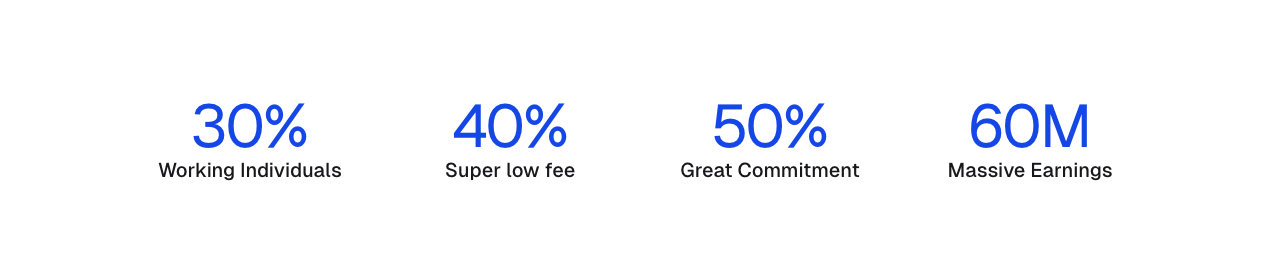 30% 40% 50% 60M
Working Individuals Super low fee Great Commitment Massive Earnings